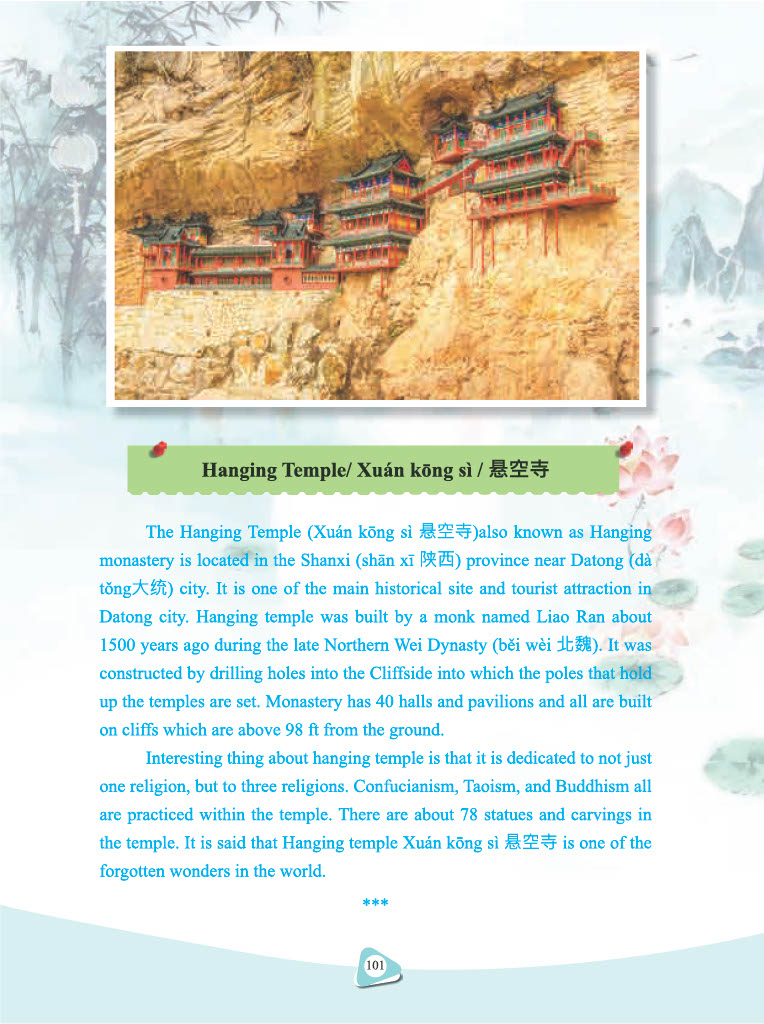 Hanging Temple/ Xuán kōng sì / 悬空寺
The Hanging Temple (Xuán kōng sì 悬空寺)also known as Hanging
monastery is located in the Shanxi (shān xī 陕西) province near Datong (dà
tǒng大统) city. It is one of the main historical site and tourist attraction in
Datong city. Hanging temple was built by a monk named Liao Ran about
1500 years ago during the late Northern Wei Dynasty (běi wèi 北魏). It was
constructed by drilling holes into the Cliffside into which the poles that hold
up the temples are set. Monastery has 40 halls and pavilions and all are built
on cliffs which are above 98 ft from the ground.
Interesting thing about hanging temple is that it is dedicated to not just
one religion, but to three religions. Confucianism, Taoism, and Buddhism all
are practiced within the temple. There are about 78 statues and carvings in
the temple. It is said that Hanging temple Xuán kōng sì 悬空寺 is one of the
forgotten wonders in the world.
***
101